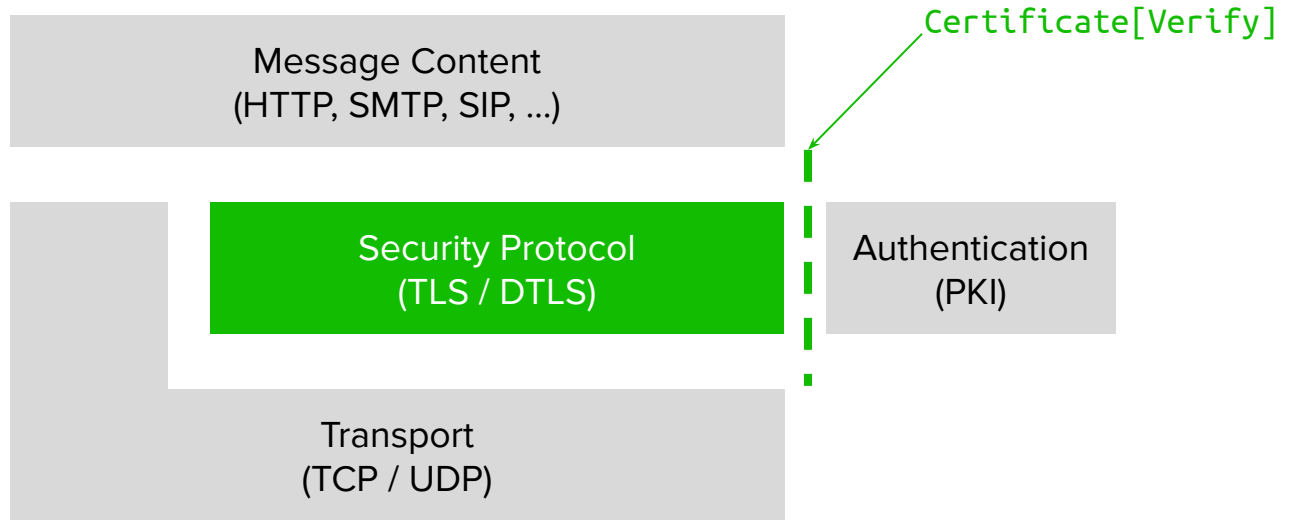 Certificate[Verify]
Message Content
(HTTP, SMTP, SIP, ...)
Security Protocol
(TLS / DTLS)
Authentication
(PKI)
Transport
(TCP / UDP)